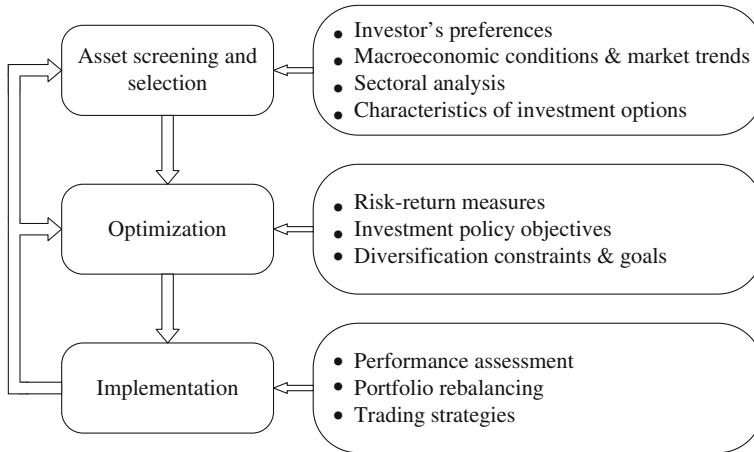 Asset screening and
selection
• Investor’s preferences
• Macroeconomic conditions & market trends
• Sectoral analysis
• Characteristics of investment options
Optimization
• Risk-return measures
• Investment policy objectives
• Diversification constraints & goals
Implementation
• Performance assessment
• Portfolio rebalancing
• Trading strategies